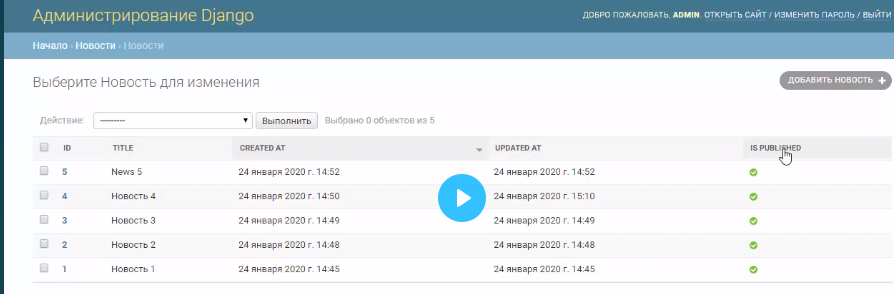 Администрирование Django
ДОБРО ПОЖАЛОВАТЬ, ADMIN. ОТКРЫТЬ САЙТ / ИЗМЕНИТЬ ПАРОЛЬ / ВЫЙТИ
Начало › Новости › Новости
Выберите Новость для изменения
ДОБАВИТЬ НОВОСТЬ +
Действие: --------- Выполнить Выбрано 0 объектов из 5
ID TITLE CREATED AT UPDATED AT IS PUBLISHED
5 News 5 24 января 2020 г. 14:52 24 января 2020 г. 14:52
4 Новость 4 24 января 2020 г. 14:50 24 января 2020 г. 15:10
3 Новость 3 24 января 2020 г. 14:49 24 января 2020 г. 14:49
2 Новость 2 24 января 2020 г. 14:48 24 января 2020 г. 14:48
1 Новость 1 24 января 2020 г. 14:45 24 января 2020 г. 14:45